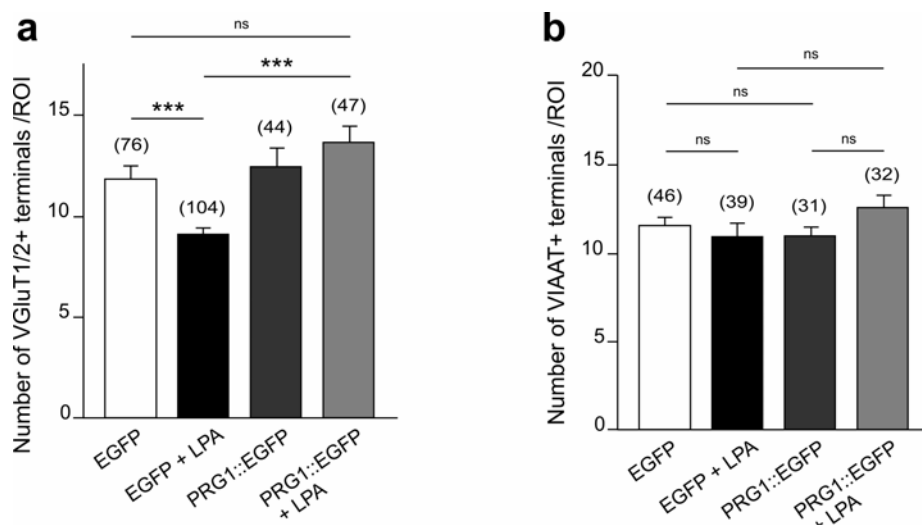 a
ns
***
***
(76)
(104)
(44)
(47)
Number of VGluT1/2+ terminals /ROI
15
10
5
0
EGFP
EGFP + LPA
PRG1::EGFP
PRG1::EGFP
+ LPA
b
ns
ns
ns
ns
(46)
(39)
(31)
(32)
Number of VIAAT+ terminals /ROI
20
15
10
5
0
EGFP
EGFP + LPA
PRG1::EGFP
PRG1::EGFP
+ LPA